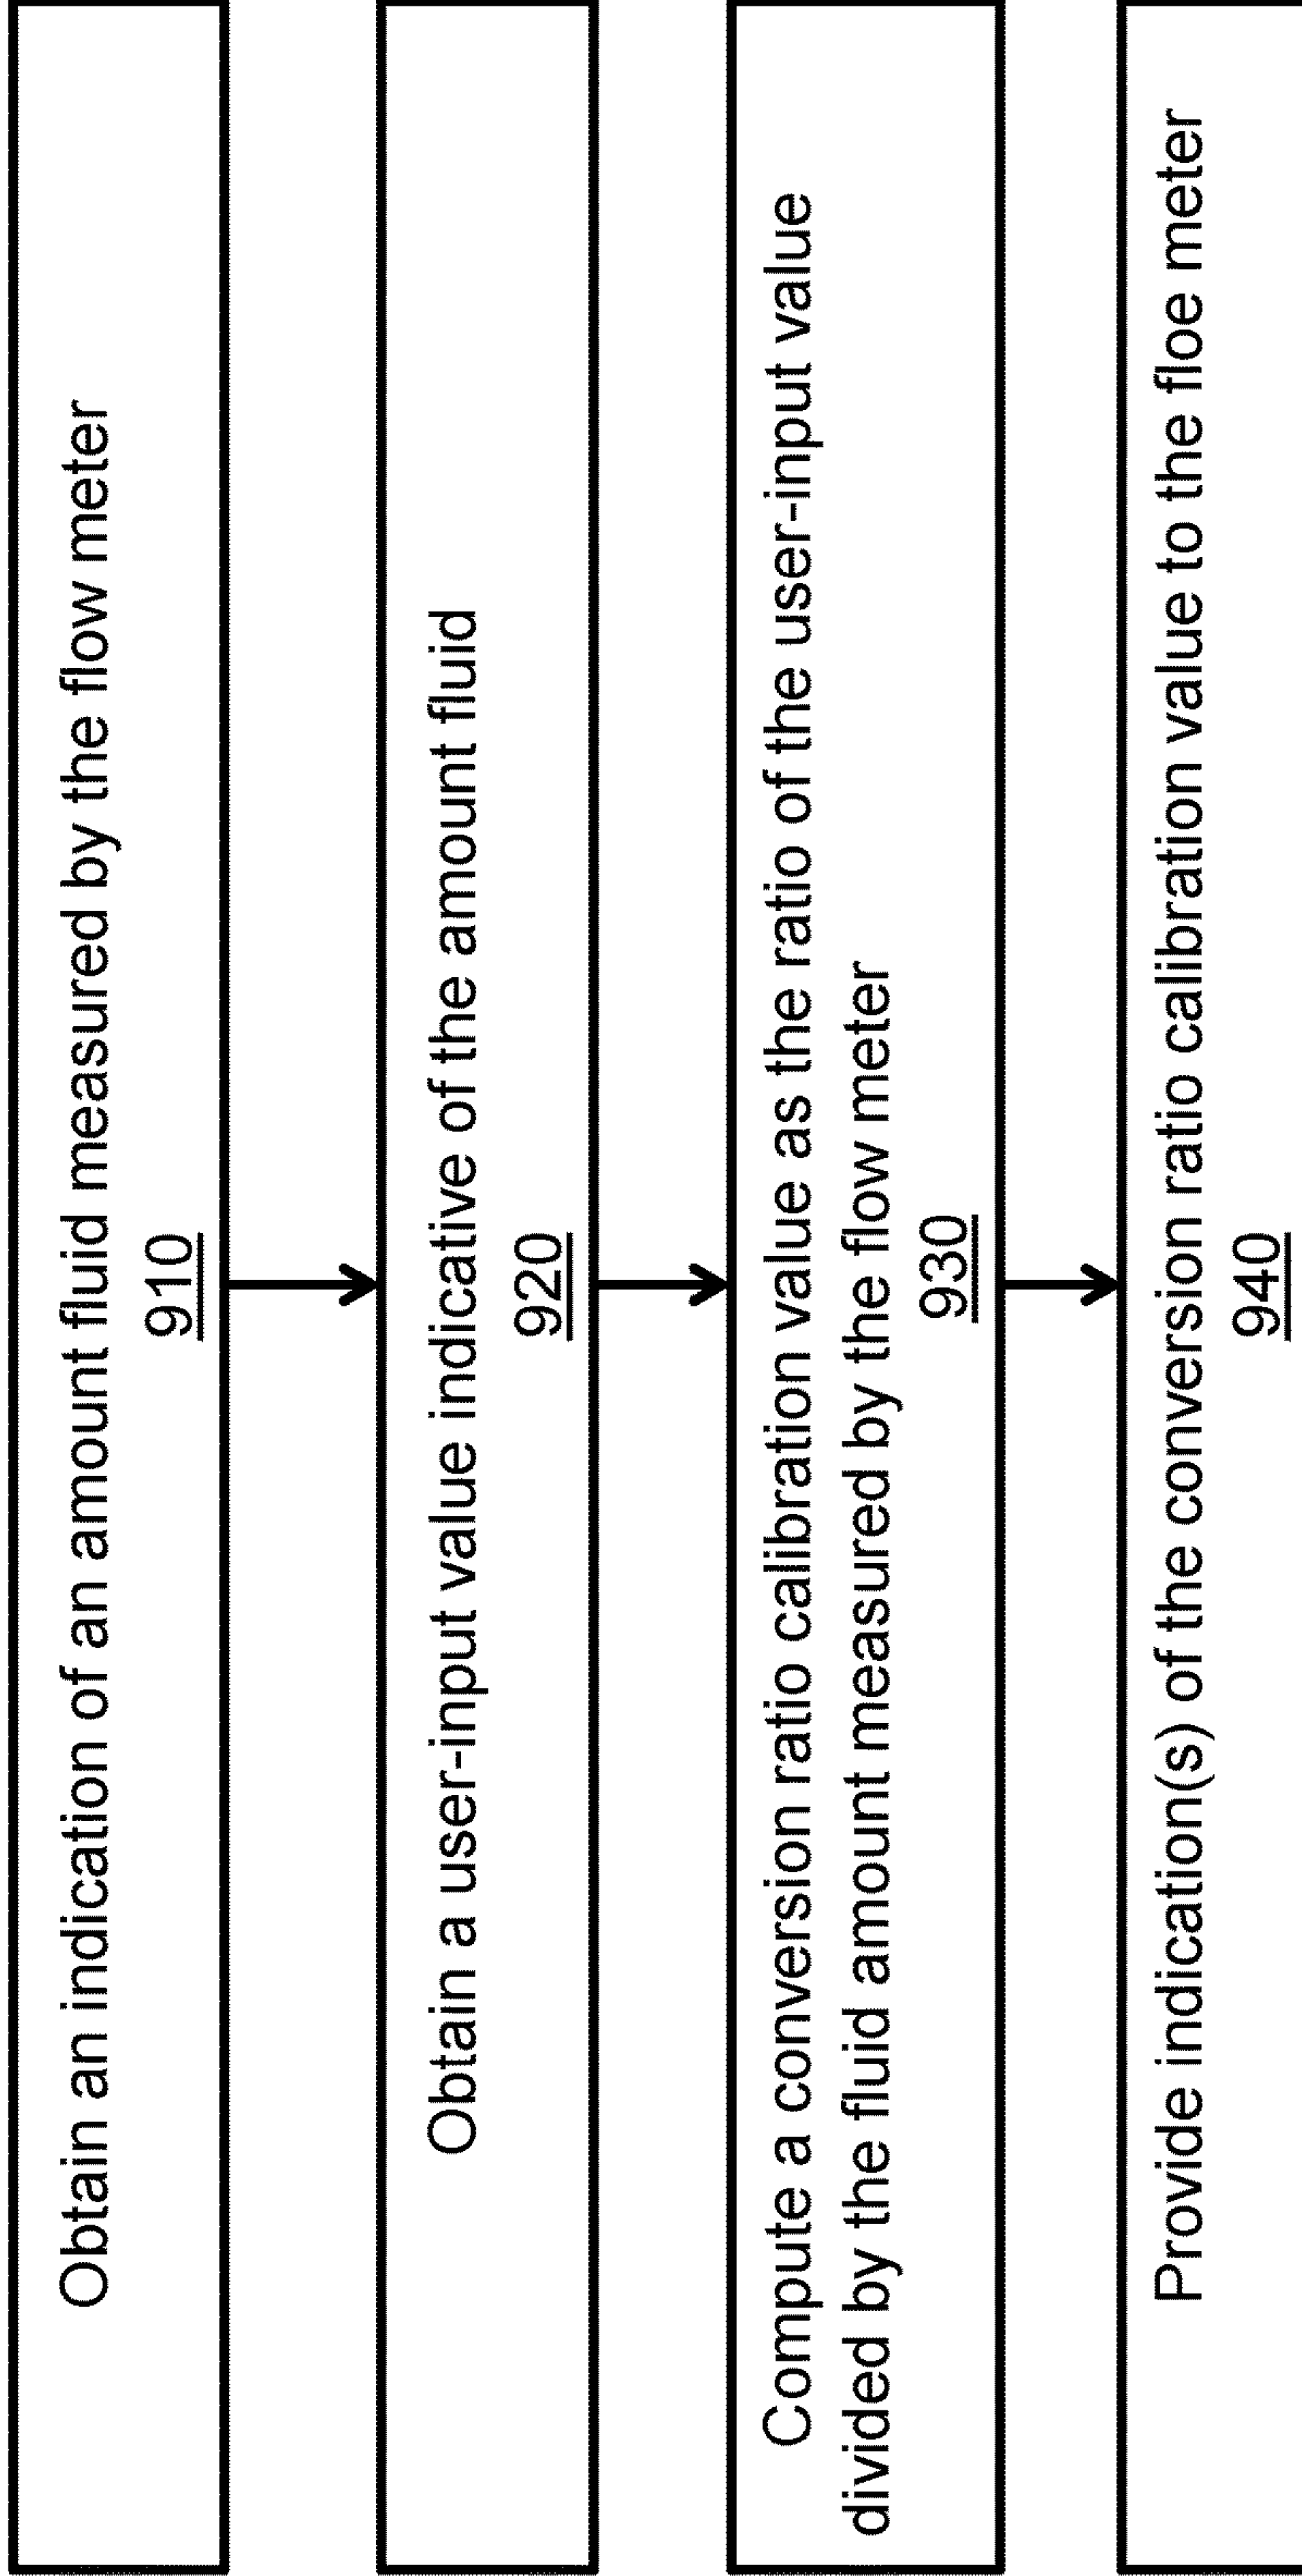 Obtain an indication of an amount fluid measured by the flow meter
910
Obtain a user-input value indicative of the amount fluid
920
Compute a conversion ratio calibration value as the ratio of the user-input value
divided by the fluid amount measured by the flow meter
930
Provide indication(s) of the conversion ratio calibration value to the floe meter
940